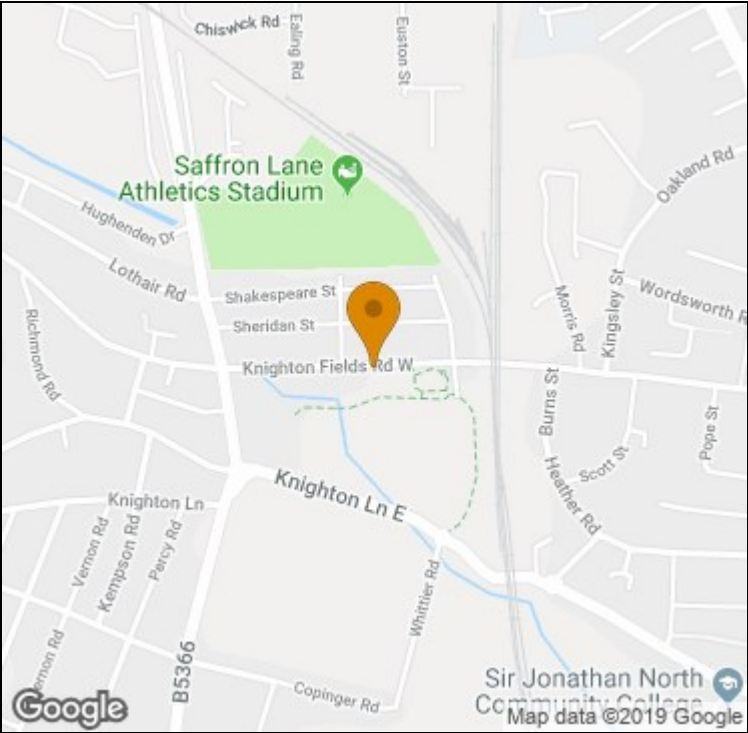 Chiswick Rd
Ealing Rd
Euston St
Saffron Lane
Athletics Stadium
Oakland Rd
Hughenden Dr
Lothair Rd
Shakespeare St
Sheridan St
Richmond Rd
Morris Rd
Kingsley St
Wordsworth R
Knighton Fields Rd W
Burns St
Pope St
Scott St
Heather Rd
Knighton Ln E
Knighton Ln
Vernon Rd
Kempson Rd
Percy Rd
Whittier Rd
ernon Rd
B5366
Copinger Rd
Sir Jonathan North
Community College
Google
Map data ©2019 Google